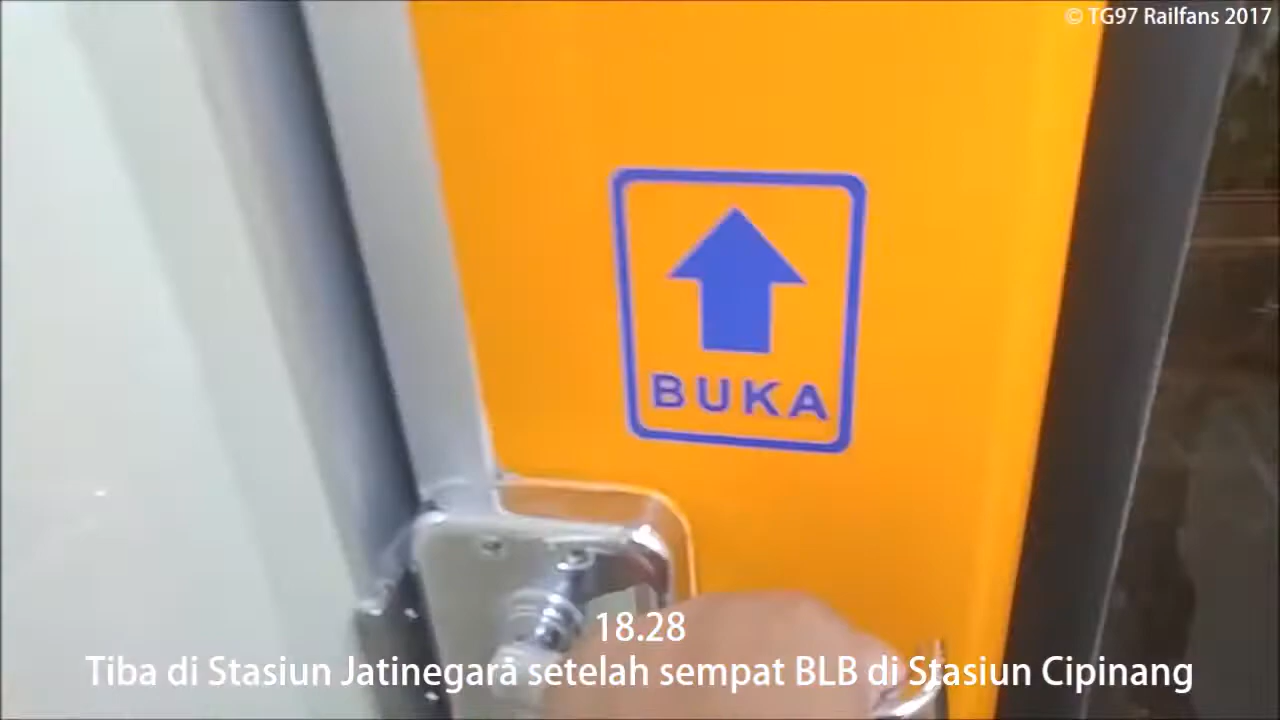 © TG97 Railfans 2017
BUKA
18.28
Tiba di Stasiun Jatinegara setelah sempat BLB di Stasiun Cipinang